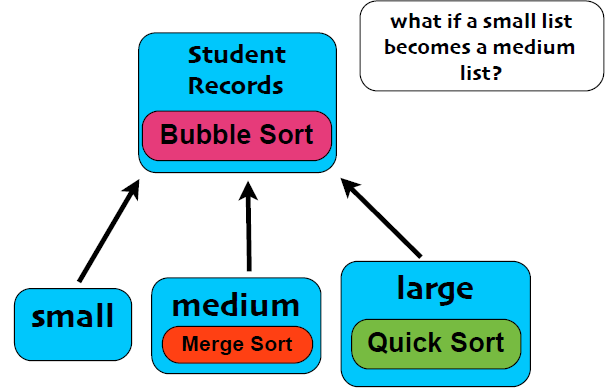 Student
Records
Bubble Sort
what if a small list
becomes a medium
list?
small
medium
Merge Sort
large
Quick Sort